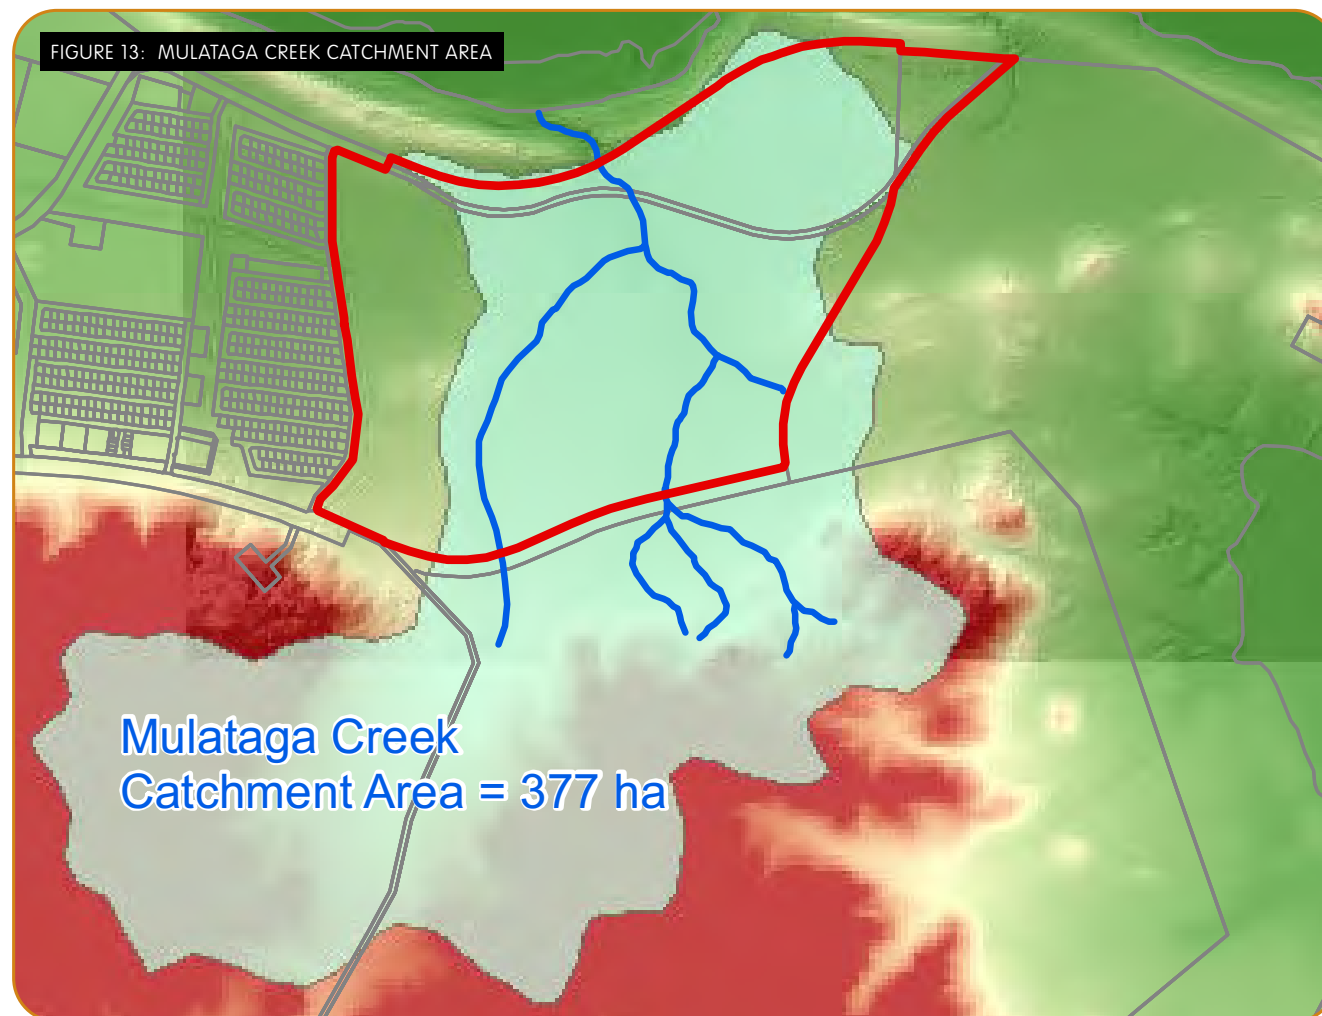 FIGURE 13: MULATAGA CREEK CATCHMENT AREA
Mulataga Creek
Catchment Area = 377 ha